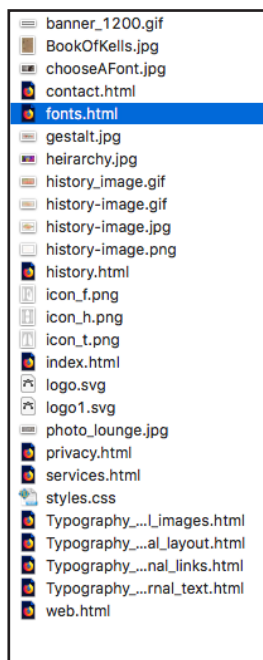 banner_1200.gif
BookOfKells.jpg
chooseAFont.jpg
contact.html
fonts.html
gestalt.jpg
heirarchy.jpg
history_image.gif
history-image.gif
history-image.jpg
history-image.png
history.html
F icon_f.png
H icon_h.png
T icon_t.png
index.html
logo.svg
logo1.svg
photo_lounge.jpg
privacy.html
services.html
styles.css
Typography_...l_images.html
Typography_...al_layout.html
Typography_...nal_links.html
Typography_...rnal_text.html
web.html